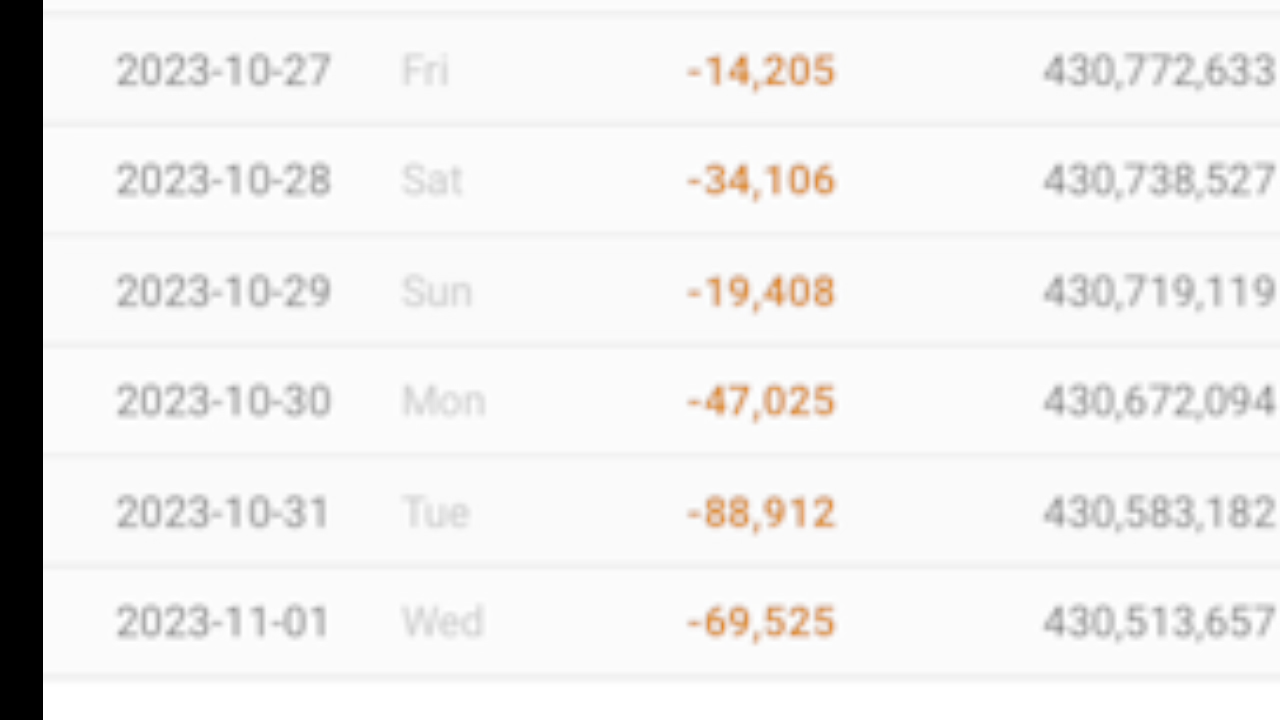 2023-10-27 Fri -14,205 430,772,633
2023-10-28 Sat -34,106 430,738,527
2023-10-29 Sun -19,408 430,719,119
2023-10-30 Mon -47,025 430,672,094
2023-10-31 Tue -88,912 430,583,182
2023-11-01 Wed -69,525 430,513,657